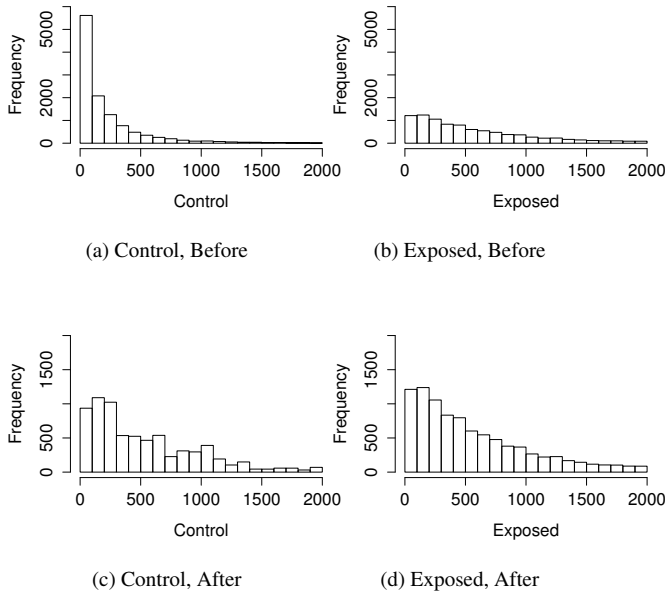 Frequency
0
2000
5000
0
500
1000
1500
2000
Control
(a) Control, Before
Frequency
0
2000
5000
0
500
1000
1500
2000
Exposed
(b) Exposed, Before
Frequency
0
500
1500
0
500
1000
1500
2000
Control
(c) Control, After
Frequency
0
500
1500
0
500
1000
1500
2000
Exposed
(d) Exposed, After